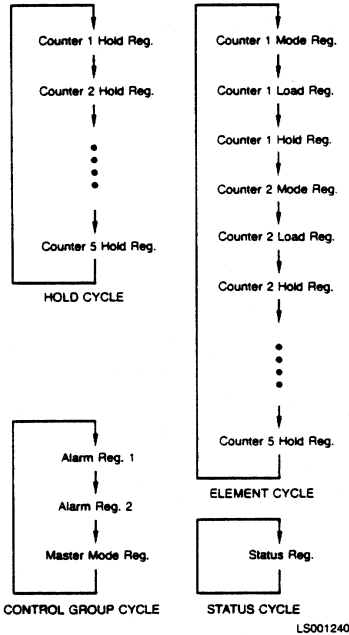 Counter 1 Hold Reg.
Counter 2 Hold Reg.
Counter 5 Hold Reg.
HOLD CYCLE
Counter 1 Mode Reg.
Counter 1 Load Reg.
Counter 1 Hold Reg.
Counter 2 Mode Reg.
Counter 2 Load Reg.
Counter 2 Hold Reg.
Counter 5 Hold Reg.
ELEMENT CYCLE
Alarm Reg. 1
Alarm Reg. 2
Master Mode Reg.
CONTROL GROUP CYCLE
Status Reg.
STATUS CYCLE
LS001240